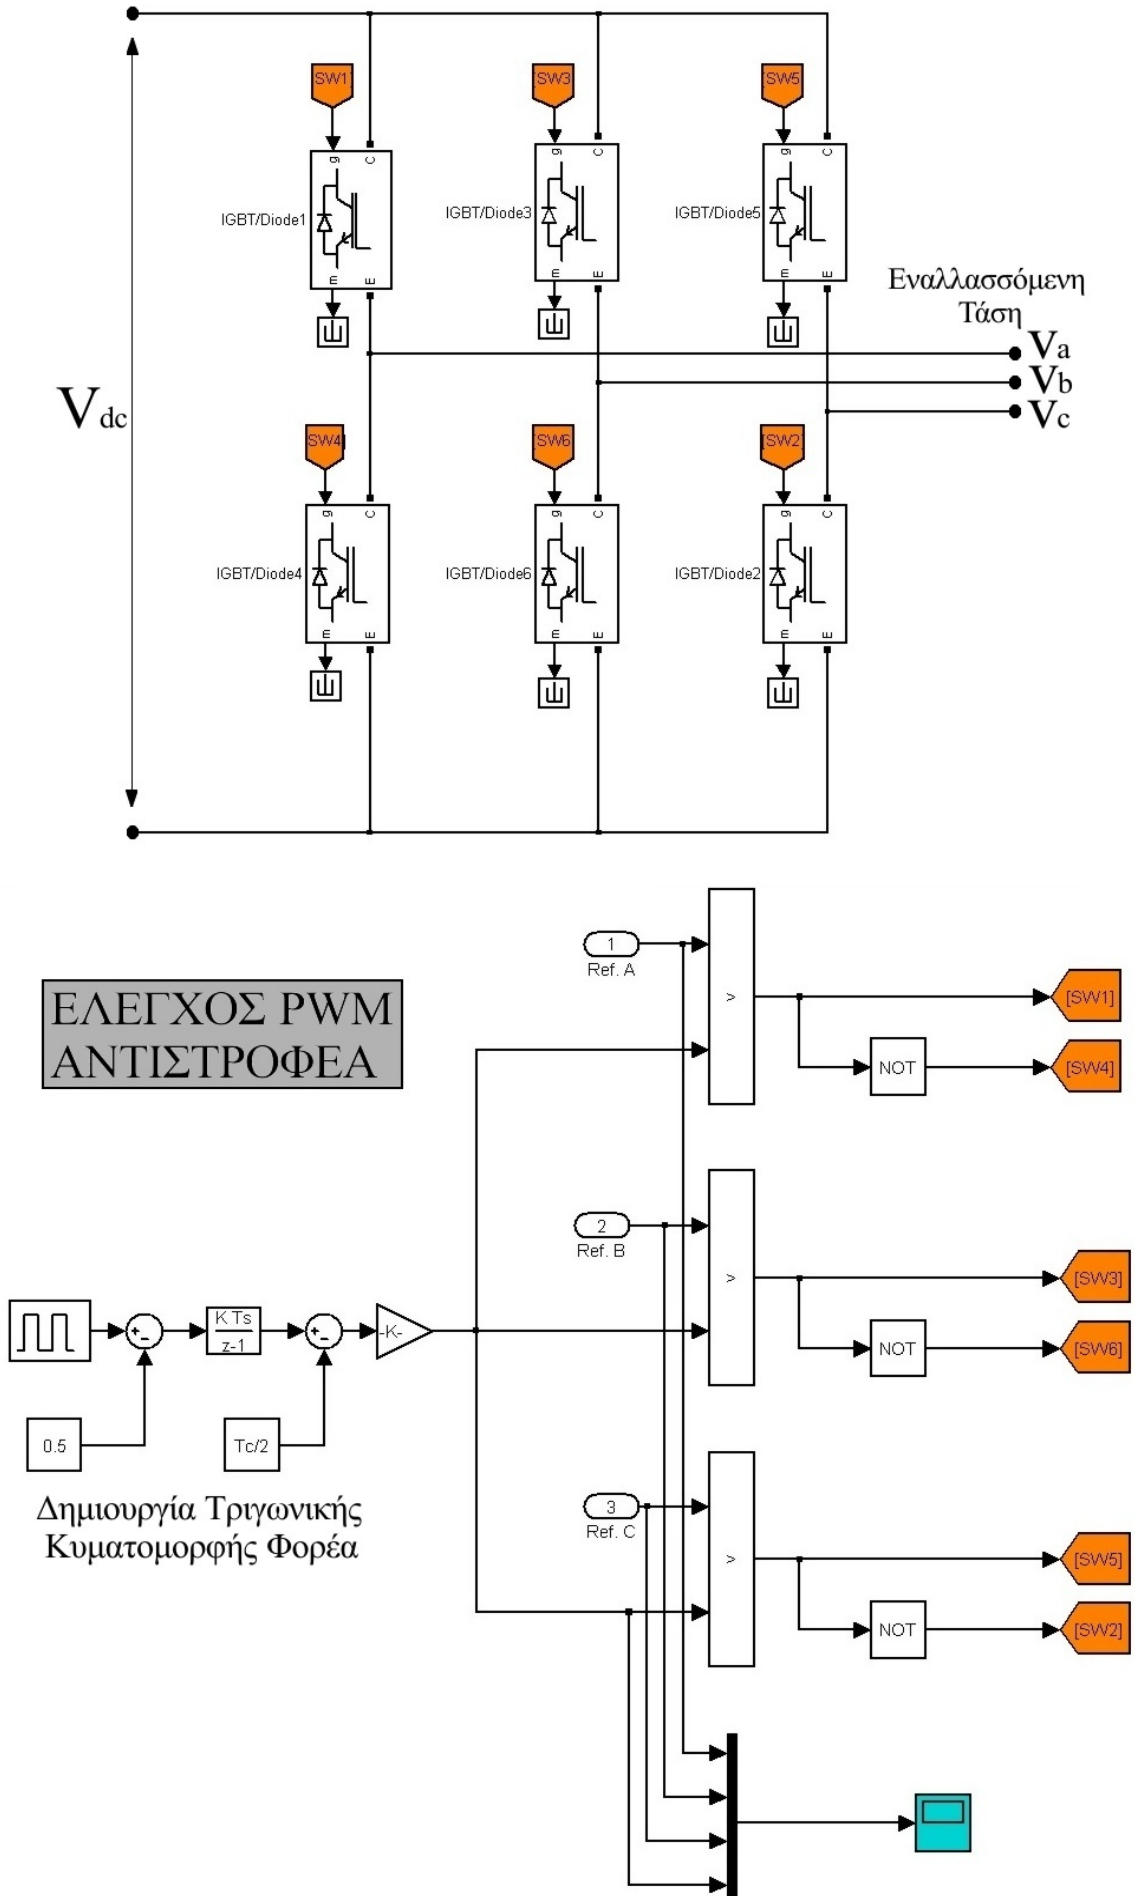 SW1
SW3
SW5
g
C
g
C
g
C
IGBT/Diode1
IGBT/Diode3
IGBT/Diode5
m
E
m
E
m
E
Εναλλασσόμενη
Τάση
Va
Vb
Vc
Vdc
SW4
SW6
[SW2]
g
C
g
C
g
C
IGBT/Diode4
IGBT/Diode6
IGBT/Diode2
m
E
m
E
m
E
ΕΛΕΓΧΟΣ PWM
ΑΝΤΙΣΤΡΟΦΕΑ
1
Ref. A
>
[SW1]
NOT
[SW4]
2
Ref. B
>
[SW3]
NOT
[SW6]
+
-
K Ts
z-1
+
-
-K-
0.5
Tc/2
Δημιουργία Τριγωνικής
Κυματομορφής Φορέα
3
Ref. C
>
[SW5]
NOT
[SW2]